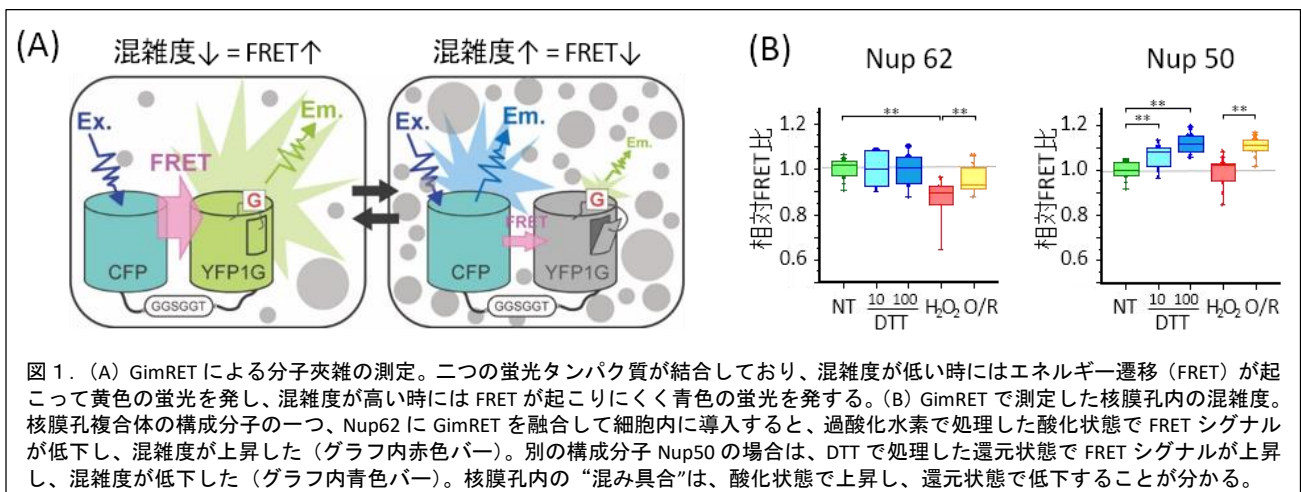 (A)
混雑度↓ = FRET↑
混雑度↑ = FRET↓
Ex.
Em.
FRET
G
CFP
YFP1G
GGSGGT
Ex.
Em.
Em.
FRET
G
CFP
YFP1G
GGSGGT
(B)
Nup 62
相対FRET比
1.2
1.0
0.8
0.6
**
**
NT
10 100
DTT
H₂O₂
O/R
Nup 50
相対FRET比
1.2
1.0
0.8
0.6
**
**
**
NT
10 100
DTT
H₂O₂
O/R
図１．(A) GimRET による分子夾雑の測定。二つの蛍光タンパク質が結合しており、混雑度が低い時にはエネルギー遷移（FRET）が起
こって黄色の蛍光を発し、混雑度が高い時には FRET が起こりにくく青色の蛍光を発する。(B) GimRET で測定した核膜孔内の混雑度。
核膜孔複合体の構成分子の一つ、Nup62 に GimRET を融合して細胞内に導入すると、過酸化水素で処理した酸化状態で FRET シグナル
が低下し、混雑度が上昇した（グラフ内赤色バー）。別の構成分子 Nup50 の場合は、DTT で処理した還元状態で FRET シグナルが上昇
し、混雑度が低下した（グラフ内青色バー）。核膜孔内の“混み具合”は、酸化状態で上昇し、還元状態で低下することが分かる。